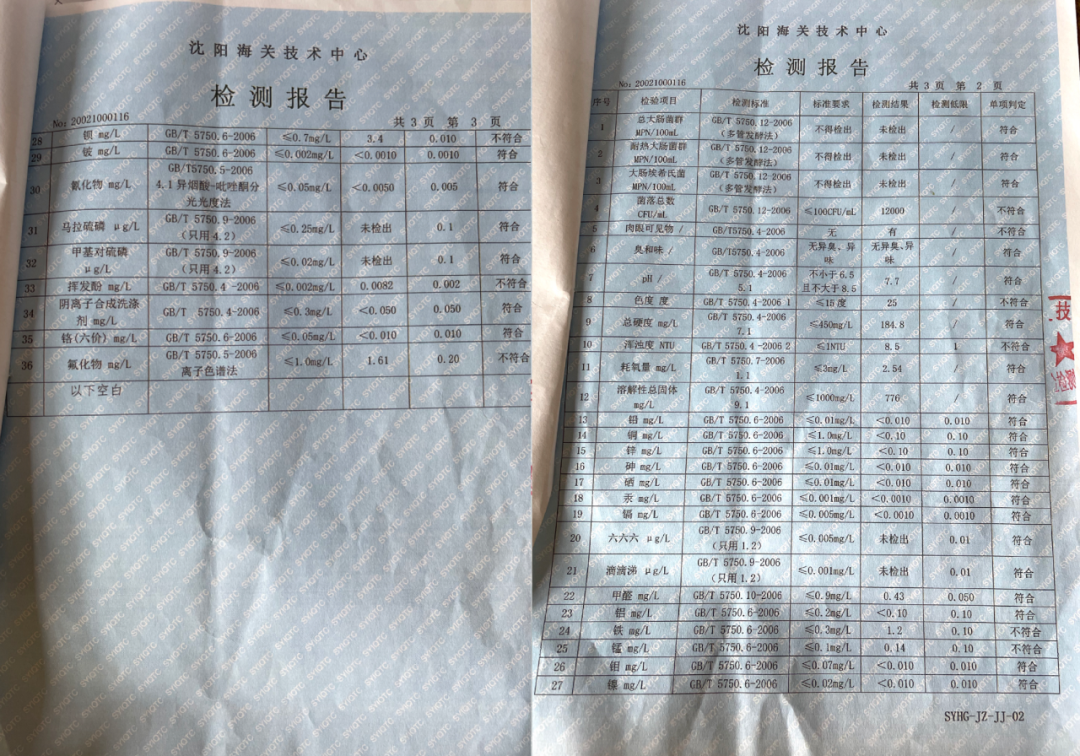 沈阳海关技术中心
检测报告
No: 20021000116
共 3 页 第 3 页
28 钡 mg/L GB/T 5750.6-2006 ≤0.7mg/L 3.4 0.010 不符合
29 铍 mg/L GB/T 5750.6-2006 ≤0.002mg/L <0.0010 0.0010 符合
30 氰化物 mg/L GB/T5750.5-2006 4.1异烟酸-吡唑酮分光光度法 ≤0.05mg/L <0.0050 0.005 符合
31 马拉硫磷 μg/L GB/T 5750.9-2006 (只用4.2) ≤0.25mg/L 未检出 0.1 符合
32 甲基对硫磷 μg/L GB/T 5750.9-2006 (只用4.2) ≤0.02mg/L 未检出 0.1 符合
33 挥发酚 mg/L GB/T 5750.4 -2006 ≤0.002mg/L 0.0082 0.002 不符合
34 阴离子合成洗涤剂 mg/L GB/T 5750.4-2006 ≤0.3mg/L <0.050 0.050 符合
35 铬(六价) mg/L GB/T 5750.6-2006 ≤0.05mg/L <0.010 0.010 符合
36 氟化物 mg/L GB/T 5750.5-2006 离子色谱法 ≤1.0mg/L 1.61 0.20 不符合
以下空白
沈阳海关技术中心
检测报告
No: 20021000116
共 3 页 第 2 页
序号 检验项目 检测标准 标准要求 检测结果 检测低限 单项判定
1 总大肠菌群 MPN/100mL GB/T 5750.12-2006 (多管发酵法) 不得检出 未检出 / 符合
2 耐热大肠菌群 MPN/100mL GB/T 5750.12-2006 (多管发酵法) 不得检出 未检出 / 符合
3 大肠埃希氏菌 MPN/100mL GB/T 5750.12-2006 (多管发酵法) 不得检出 未检出 / 符合
4 菌落总数 CFU/mL GB/T 5750.12-2006 ≤100CFU/mL 12000 / 不符合
5 肉眼可见物 / GB/T5750.4-2006 无 有 / 不符合
6 臭和味 / GB/T5750.4-2006 无异臭、异味 无异臭、异味 / 符合
7 pH / GB/T 5750.4-2006 5.1 不小于6.5且不大于8.5 7.7 / 符合
8 色度 度 GB/T 5750.4-2006 1 ≤15度 25 / 不符合
9 总硬度 mg/L GB/T 5750.4-2006 7.1 ≤450mg/L 184.8 / 符合
10 浑浊度 NTU GB/T 5750.4 -2006 2 ≤1NTU 8.5 1 不符合
11 耗氧量 mg/L GB/T 5750.7-2006 1.1 ≤3mg/L 2.54 / 符合
12 溶解性总固体 mg/L GB/T 5750.4-2006 9.1 ≤1000mg/L 776 / 符合
13 铅 mg/L GB/T 5750.6-2006 ≤0.01mg/L <0.010 0.010 符合
14 铜 mg/L GB/T 5750.6-2006 ≤1.0mg/L <0.10 0.10 符合
15 锌 mg/L GB/T 5750.6-2006 ≤1.0mg/L <0.10 0.10 符合
16 砷 mg/L GB/T 5750.6-2006 ≤0.01mg/L <0.010 0.010 符合
17 硒 mg/L GB/T 5750.6-2006 ≤0.01mg/L <0.010 0.010 符合
18 汞 mg/L GB/T 5750.6-2006 ≤0.001mg/L <0.0010 0.0010 符合
19 镉 mg/L GB/T 5750.6-2006 ≤0.005mg/L <0.0010 0.0010 符合
20 六六六 μg/L GB/T 5750.9-2006 (只用1.2) ≤0.005mg/L 未检出 0.01 符合
21 滴滴涕 μg/L GB/T 5750.9-2006 (只用1.2) ≤0.001mg/L 未检出 0.01 符合
22 甲醛 mg/L GB/T 5750.10-2006 ≤0.9mg/L 0.43 0.050 符合
23 铝 mg/L GB/T 5750.6-2006 ≤0.2mg/L <0.10 0.10 符合
24 铁 mg/L GB/T 5750.6-2006 ≤0.3mg/L 1.2 0.10 不符合
25 锰 mg/L GB/T 5750.6-2006 ≤0.1mg/L 0.14 0.10 不符合
26 钼 mg/L GB/T 5750.6-2006 ≤0.07mg/L <0.010 0.010 符合
27 镍 mg/L GB/T 5750.6-2006 ≤0.02mg/L <0.010 0.010 符合
技
检测
SYHG-JZ-JJ-02